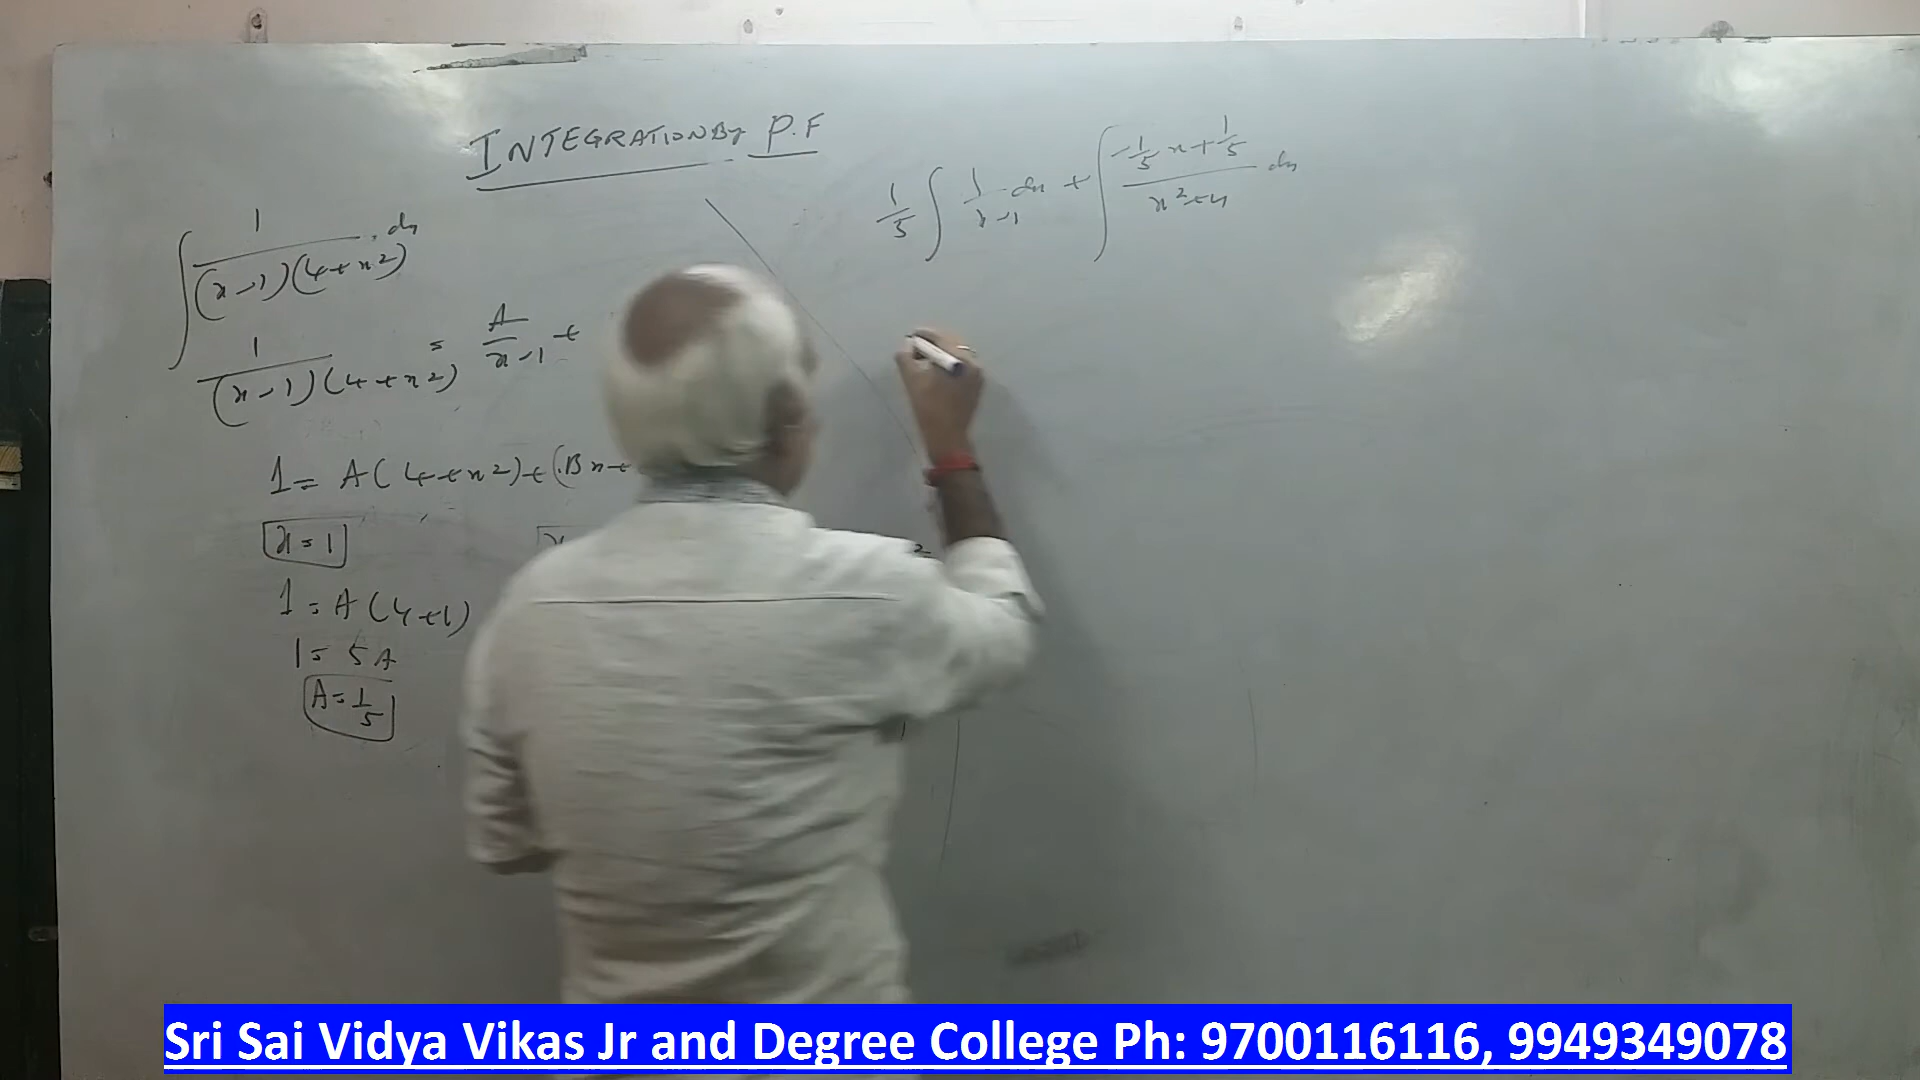 INTEGRATION By P.F
∫ 1/((x-1)(4+x²)) . dx
1/((x-1)(4+x²)) = A/(x-1) +
1 = A(4+x²) + (Bx+
x = 1
1 = A(4+1)
1 = 5A
A = 1/5
1/5 ∫ 1/(x-1) dx + ∫ (-1/5 x + 1/5)/(x²+4) dx
Sri Sai Vidya Vikas Jr and Degree College Ph: 9700116116, 9949349078